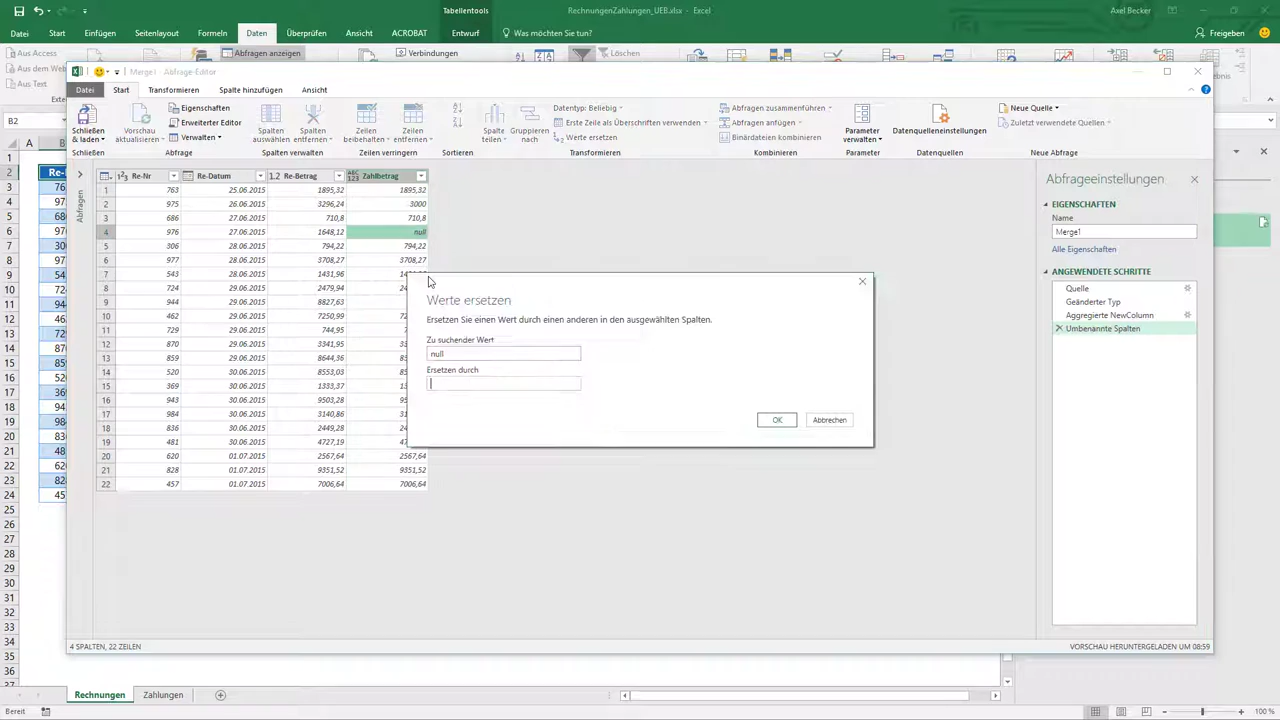 Tabellentools
RechnungenZahlungen_UEB.xlsx - Excel
Axel Becker
Datei Start Einfügen Seitenlayout Formeln Daten Überprüfen Ansicht ACROBAT Entwurf Was möchten Sie tun? Freigeben
Aus Access Abfragen anzeigen Verbindungen Löschen
Aus Text
B2
Merge1 - Abfrage-Editor
Datei Start Transformieren Spalte hinzufügen Ansicht
Schließen & laden
Vorschau aktualisieren
Eigenschaften
Erweiterter Editor
Verwalten
Spalten auswählen
Spalten entfernen
Zeilen beibehalten
Zeilen entfernen
Spalte teilen
Gruppieren nach
Datentyp: Beliebig
Erste Zeile als Überschriften verwenden
Werte ersetzen
Abfragen zusammenführen
Abfragen anfügen
Binärdateien kombinieren
Parameter verwalten
Datenquelleneinstellungen
Neue Quelle
Zuletzt verwendete Quellen
Schließen Abfrage Spalten verwalten Zeilen verringern Sortieren Transformieren Kombinieren Parameter Datenquellen Neue Abfrage
Abfragen
Re-Nr Re-Datum 1.2 Re-Betrag Zahlbetrag
1 763 25.06.2015 1895,32 1895,32
2 975 26.06.2015 3296,24 3000
3 686 27.06.2015 710,8 710,8
4 976 27.06.2015 1648,12 null
5 306 28.06.2015 794,22 794,22
6 977 28.06.2015 3708,27 3708,27
7 543 28.06.2015 1431,96
8 724 29.06.2015 2479,94
9 944 29.06.2015 8827,63
10 462 29.06.2015 7250,99
11 729 29.06.2015 744,95
12 870 29.06.2015 3341,95
13 859 29.06.2015 8644,36
14 520 30.06.2015 8553,03
15 369 30.06.2015 1333,37
16 943 30.06.2015 9503,28
17 984 30.06.2015 3140,86
18 836 30.06.2015 2449,28
19 481 30.06.2015 4727,19
20 620 01.07.2015 2567,64 2567,64
21 828 01.07.2015 9351,52 9351,52
22 457 01.07.2015 7006,64 7006,64
Werte ersetzen
Ersetzen Sie einen Wert durch einen anderen in den ausgewählten Spalten.
Zu suchender Wert
null
Ersetzen durch
OK Abbrechen
Abfrageeinstellungen
EIGENSCHAFTEN
Name
Merge1
Alle Eigenschaften
ANGEWENDETE SCHRITTE
Quelle
Geänderter Typ
Aggregierte NewColumn
Umbenannte Spalten
4 SPALTEN, 22 ZEILEN
VORSCHAU HERUNTERGELADEN UM 08:59
Rechnungen Zahlungen
Bereit
100 %